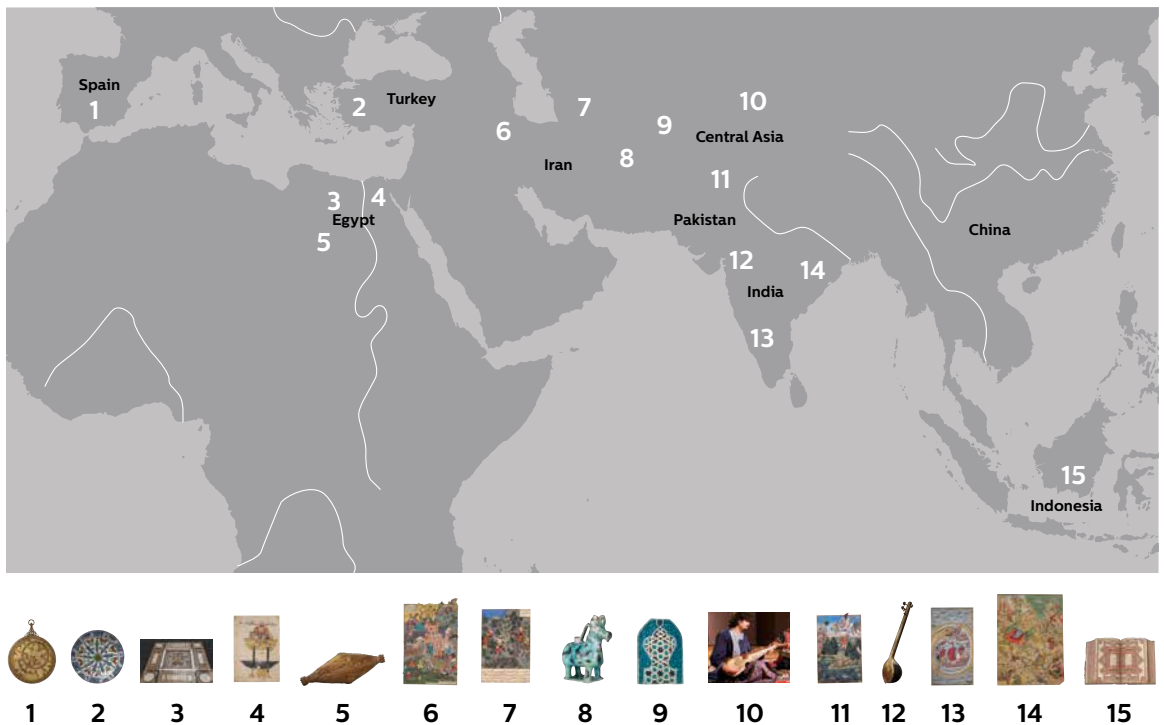 Spain
1
2
Turkey
7
10
9
6
Central Asia
Iran
8
11
3
4
Egypt
Pakistan
5
China
12
14
India
13
15
Indonesia
1 2 3 4 5 6 7 8 9 10 11 12 13 14 15